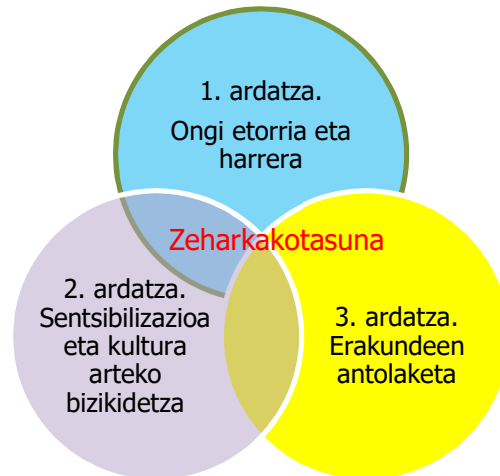 1. ardatza.
Ongi etorria eta
harrera
Zeharkakotasuna
2. ardatza.
Sentsibilizazioa
eta kultura
arteko
bizikidetza
3. ardatza.
Erakundeen
antolaketa